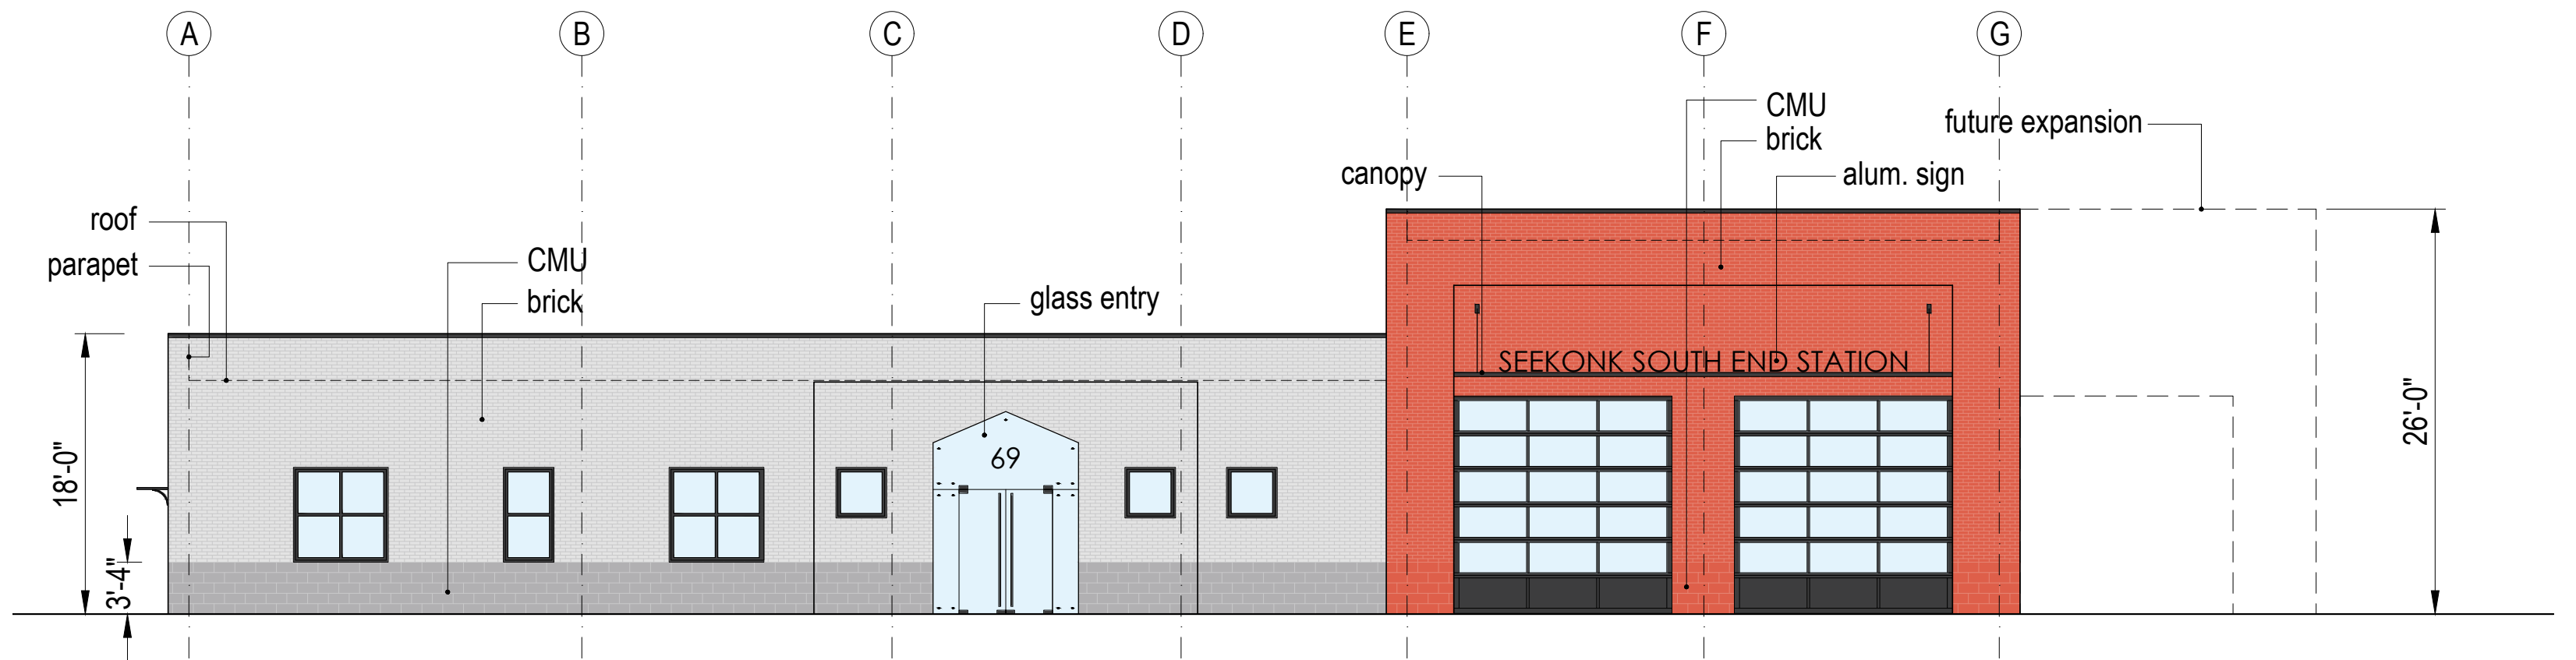 A
B
C
D
E
F
G
CMU
brick
future expansion
canopy
alum. sign
roof
parapet
CMU
brick
glass entry
SEEKONK SOUTH END STATION
69
18'-0"
3'-4"
26'-0"